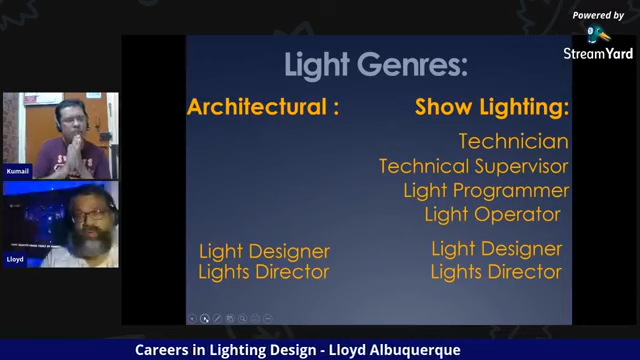 Powered by
StreamYard
Light Genres:
Architectural :
Show Lighting:
Technician
Technical Supervisor
Light Programmer
Light Operator
Light Designer
Lights Director
Light Designer
Lights Director
Kumail
Lloyd
Careers in Lighting Design - Lloyd Albuquerque